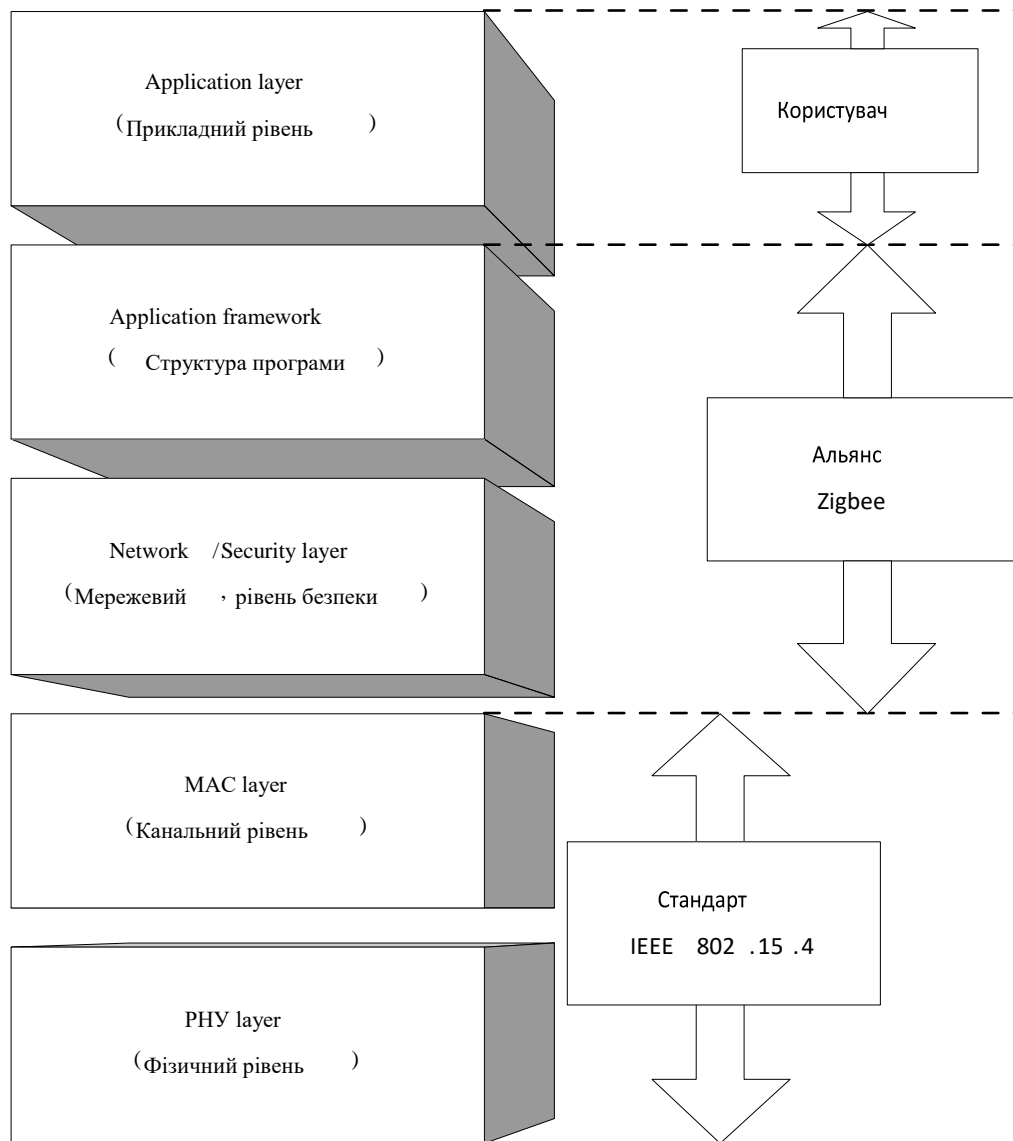 Application layer
(Прикладний рівень)
Користувач
Application framework
( Структура програми )
Альянс
Zigbee
Network /Security layer
(Мережевий , рівень безпеки )
MAC layer
(Канальний рівень )
Стандарт
IEEE 802 .15 .4
PHY layer
(Фізичний рівень )